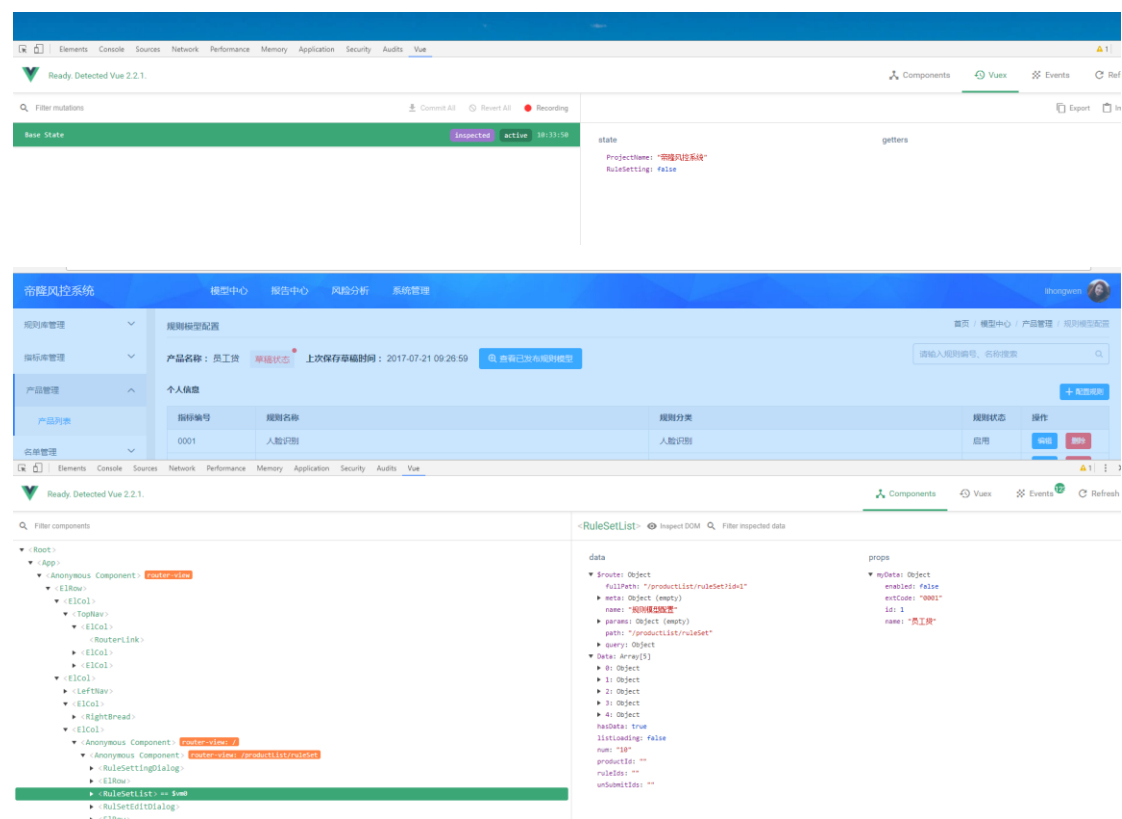 Elements Console Sources Network Performance Memory Application Security Audits Vue 1
Ready. Detected Vue 2.2.1. Components Vuex Events Ref
Filter mutations Commit All Revert All Recording Export In
Base State inspected active 10:33:50
state getters
ProjectName: "帝隆风控系统"
RuleSetting: false
帝隆风控系统 模型中心 报告中心 风险分析 系统管理 lihongwen
规则库管理 规则模型配置 首页 / 模型中心 / 产品管理 / 规则模型配置
指标库管理 产品名称： 员工贷 草稿状态 上次保存草稿时间： 2017-07-21 09:26:59 查看已发布规则模型 请输入规则编号、名称搜索
产品管理 个人信息 + 配置规则
产品列表 指标编号 规则名称 规则分类 规则状态 操作
0001 人脸识别 人脸识别 启用 编辑 删除
名单管理
Elements Console Sources Network Performance Memory Application Security Audits Vue 1
Ready. Detected Vue 2.2.1. Components Vuex Events Refresh
Filter components <RuleSetList> Inspect DOM Filter inspected data
<Root>
<App>
<Anonymous Component> router-view
<ElRow>
<ElCol>
<TopNav>
<ElCol>
<RouterLink>
<ElCol>
<ElCol>
<ElCol>
<LeftNav>
<ElCol>
<RightBread>
<ElCol>
<Anonymous Component> router-view: /
<Anonymous Component> router-view: /productList/ruleSet
<RuleSettingDialog>
<ElRow>
<RuleSetList> == $vm0
<RulSetEditDialog>
<ElRow>
data
$route: Object
fullPath: "/productList/ruleSet?id=1"
meta: Object (empty)
name: "规则模型配置"
params: Object (empty)
path: "/productList/ruleSet"
query: Object
Data: Array[5]
0: Object
1: Object
2: Object
3: Object
4: Object
hasData: true
listLoading: false
num: "10"
productId: ""
ruleIds: ""
unSubmitIds: ""
props
myData: Object
enabled: false
extCode: "0001"
id: 1
name: "员工贷"